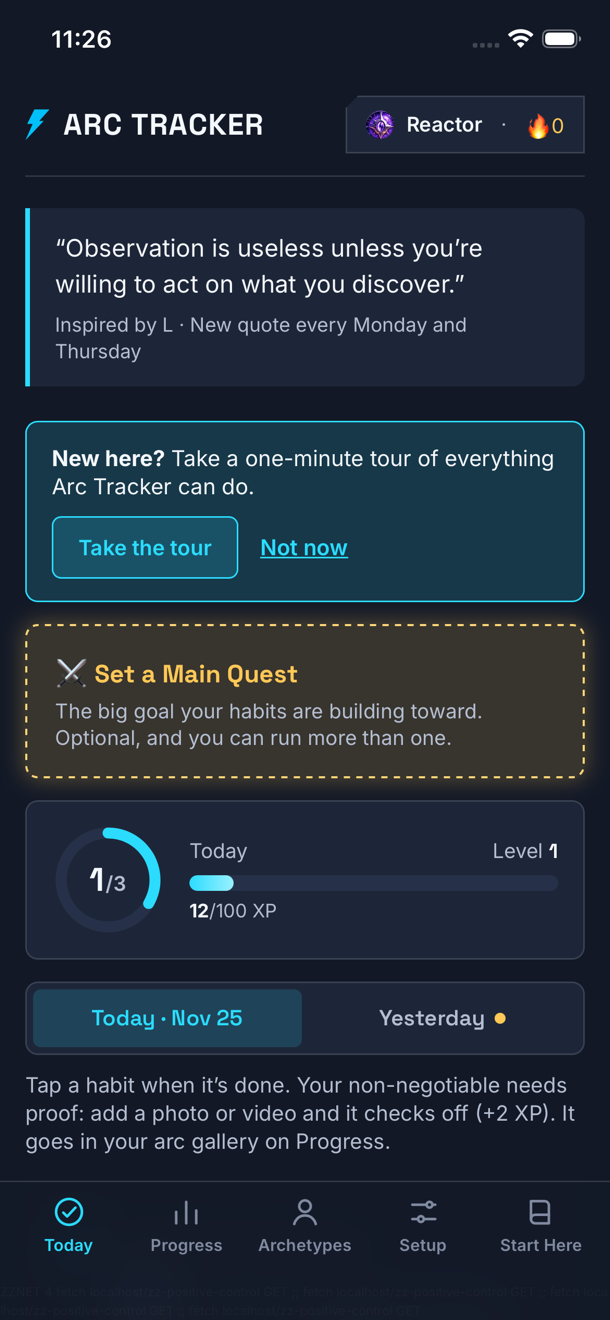 11:26
ARC TRACKER
Reactor · 🔥0
“Observation is useless unless you’re
willing to act on what you discover.”
Inspired by L · New quote every Monday and
Thursday
New here? Take a one-minute tour of everything
Arc Tracker can do.
Take the tour Not now
⚔️ Set a Main Quest
The big goal your habits are building toward.
Optional, and you can run more than one.
1/3
Today Level 1
12/100 XP
Today · Nov 25 Yesterday
Tap a habit when it’s done. Your non-negotiable needs
proof: add a photo or video and it checks off (+2 XP). It
goes in your arc gallery on Progress.
Today Progress Archetypes Setup Start Here